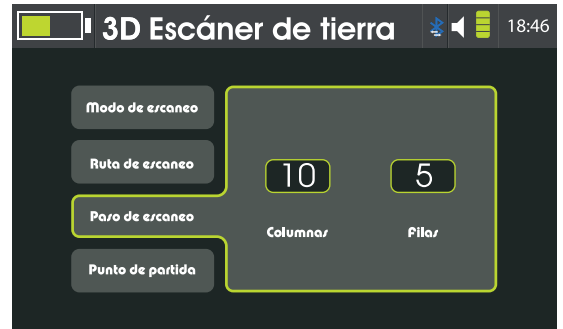 3D Escáner de tierra
18:46
Modo de escaneo
Ruta de escaneo
Paso de escaneo
Punto de partida
10
5
Columnas
Filas